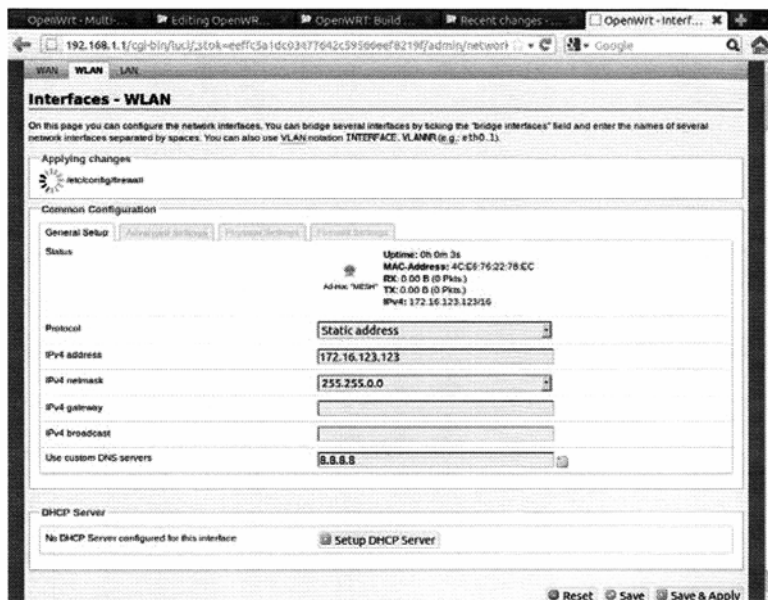 OpenWrt - Multi-...
Editing OpenWR...
OpenWRT: Build ...
Recent changes - ...
OpenWrt - Interf...
192.168.1.1/cgi-bin/luci/;stok=eeffc5a1dc03477642c59566eef8219f/admin/network
Google
WAN WLAN LAN
Interfaces - WLAN
On this page you can configure the network interfaces. You can bridge several interfaces by ticking the "bridge interfaces" field and enter the names of several
network interfaces separated by spaces. You can also use VLAN notation INTERFACE.VLANNR (e.g.: eth0.1).
Applying changes
/etc/config/firewall
Common Configuration
General Setup Advanced Settings Physical Settings Firewall Settings
Status
Ad-Hoc "MESH"
Uptime: 0h 0m 3s
MAC-Address: 4C:E6:76:22:78:EC
RX: 0.00 B (0 Pkts.)
TX: 0.00 B (0 Pkts.)
IPv4: 172.16.123.123/16
Protocol
Static address
IPv4 address
172.16.123.123
IPv4 netmask
255.255.0.0
IPv4 gateway
IPv4 broadcast
Use custom DNS servers
8.8.8.8
DHCP Server
No DHCP Server configured for this interface
Setup DHCP Server
Reset Save Save & Apply